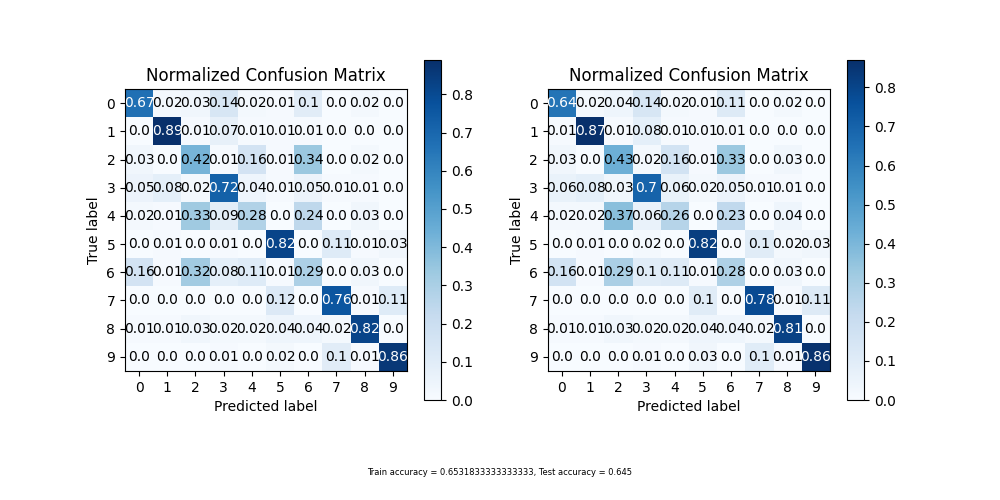 Normalized Confusion Matrix
0 0.67 0.02 0.03 0.14 0.02 0.01 0.1 0.0 0.02 0.0
1 0.0 0.89 0.01 0.07 0.01 0.01 0.01 0.0 0.0 0.0
2 0.03 0.0 0.42 0.01 0.16 0.01 0.34 0.0 0.02 0.0
3 0.05 0.08 0.02 0.72 0.04 0.01 0.05 0.01 0.01 0.0
4 0.02 0.01 0.33 0.09 0.28 0.0 0.24 0.0 0.03 0.0
5 0.0 0.01 0.0 0.01 0.0 0.82 0.0 0.11 0.01 0.03
6 0.16 0.01 0.32 0.08 0.11 0.01 0.29 0.0 0.03 0.0
7 0.0 0.0 0.0 0.0 0.0 0.12 0.0 0.76 0.01 0.11
8 0.01 0.01 0.03 0.02 0.02 0.04 0.04 0.02 0.82 0.0
9 0.0 0.0 0.0 0.01 0.0 0.02 0.0 0.1 0.01 0.86
0 1 2 3 4 5 6 7 8 9
True label
Predicted label
0.8
0.7
0.6
0.5
0.4
0.3
0.2
0.1
0.0
Normalized Confusion Matrix
0 0.64 0.02 0.04 0.14 0.02 0.01 0.11 0.0 0.02 0.0
1 0.01 0.87 0.01 0.08 0.01 0.01 0.01 0.0 0.0 0.0
2 0.03 0.0 0.43 0.02 0.16 0.01 0.33 0.0 0.03 0.0
3 0.06 0.08 0.03 0.7 0.06 0.02 0.05 0.01 0.01 0.0
4 0.02 0.02 0.37 0.06 0.26 0.0 0.23 0.0 0.04 0.0
5 0.0 0.01 0.0 0.02 0.0 0.82 0.0 0.1 0.02 0.03
6 0.16 0.01 0.29 0.1 0.11 0.01 0.28 0.0 0.03 0.0
7 0.0 0.0 0.0 0.0 0.0 0.1 0.0 0.78 0.01 0.11
8 0.01 0.01 0.03 0.02 0.02 0.04 0.04 0.02 0.81 0.0
9 0.0 0.0 0.0 0.01 0.0 0.03 0.0 0.1 0.01 0.86
0 1 2 3 4 5 6 7 8 9
True label
Predicted label
0.8
0.7
0.6
0.5
0.4
0.3
0.2
0.1
0.0
Train accuracy = 0.6531833333333333, Test accuracy = 0.645